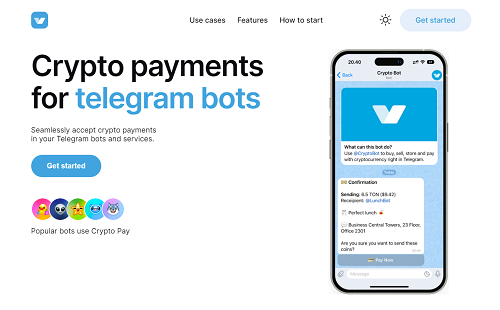 Use cases
Features
How to start
Get started
Crypto payments
for telegram bots
Seamlessly accept crypto payments
in your Telegram bots and services.
Get started
Popular bots use Crypto Pay
20.40
Back
Crypto Bot
bot
What can this bot do?
Use @CryptoBot to buy, sell, store and pay
with cryptocurrency right in Telegram.
Today
Confirmation
Sending: 6.5 TON ($9.42)
Recipient: @LunchBot
Perfect lunch
Business Central Towers, 23 Floor,
Office 2301
Are you sure you want to send these
coins?
Pay Now
Message